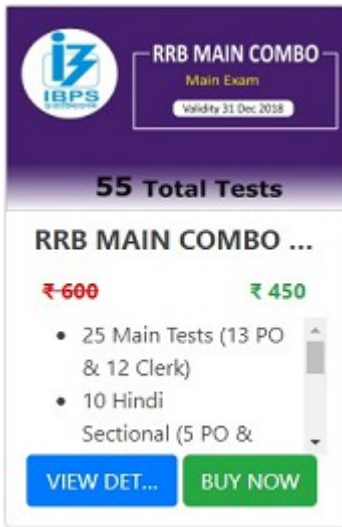 RRB MAIN COMBO
Main Exam
Validity 31 Dec 2018
IBPS
55 Total Tests
RRB MAIN COMBO ...
₹ 600 ₹ 450
• 25 Main Tests (13 PO
& 12 Clerk)
• 10 Hindi
Sectional (5 PO &
VIEW DET... BUY NOW